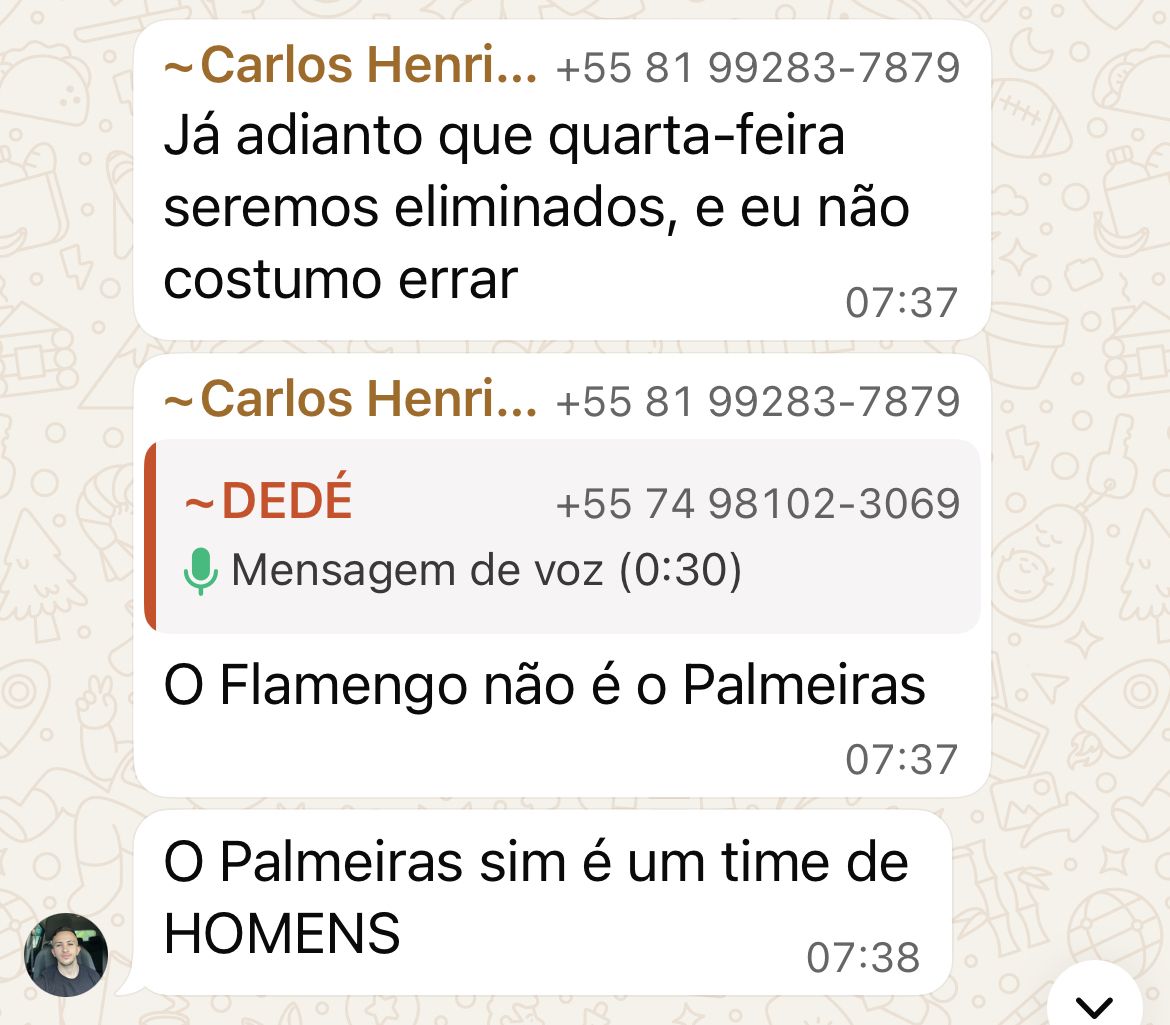 ~Carlos Henri... +55 81 99283-7879
Já adianto que quarta-feira
seremos eliminados, e eu não
costumo errar
07:37
~Carlos Henri... +55 81 99283-7879
~DEDÉ +55 74 98102-3069
Mensagem de voz (0:30)
O Flamengo não é o Palmeiras
07:37
O Palmeiras sim é um time de
HOMENS
07:38